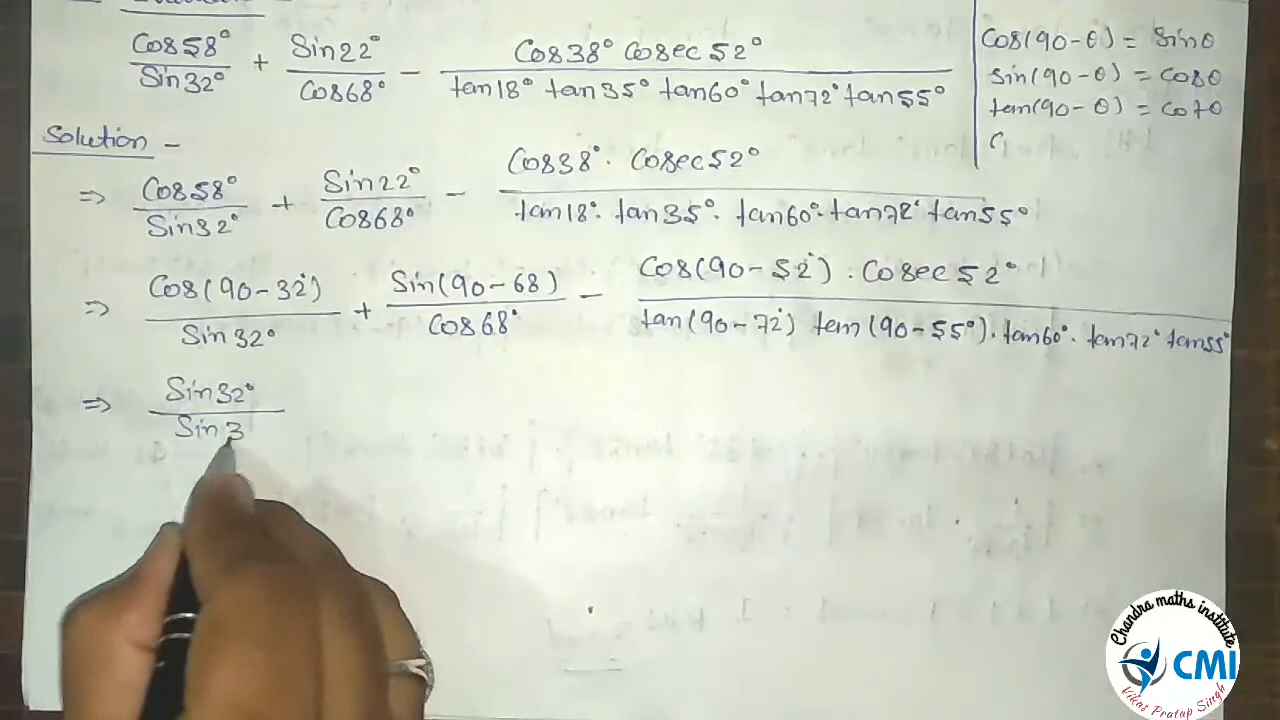 Cos58° / Sin32° + Sin22° / Cos68° - Cos38° Cosec52° / tan18° tan35° tan60° tan72° tan55°
Cos(90-θ) = Sinθ
Sin(90-θ) = Cosθ
tan(90-θ) = Cotθ
C
Solution -
⇒ Cos58° / Sin32° + Sin22° / Cos68° - Cos38° · Cosec52° / tan18° · tan35° · tan60° · tan72° tan55°
⇒ Cos(90-32°) / Sin32° + Sin(90-68) / Cos68° - Cos(90-52°) · Cosec52° / tan(90-72°) tan(90-55°) · tan60° · tan72° tan55°
⇒ Sin32° / Sin3
Chandra maths institute
CMI
Vikas Pratap Singh